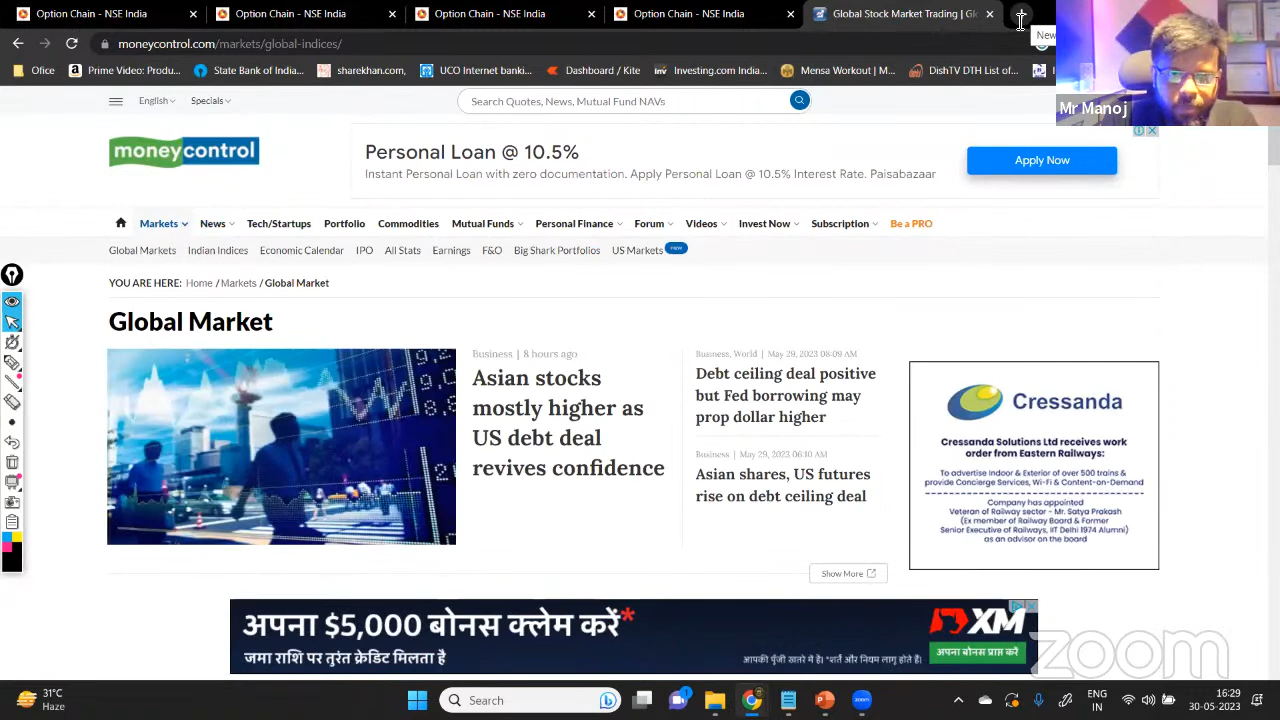 Option Chain - NSE India
Option Chain - NSE India
Option Chain - NSE India
Option Chain - NSE India
Global Stock Market Trading | Gl
New
moneycontrol.com/markets/global-indices/
Ofice
Amazon.com: Onlin
State Bank of India
sharekhan.com,
UCO Internet banki...
Dashboard / Kite
Investing.com India
Mensa Workout | M...
DishTV DTH List of...
Mr Manoj
English
Specials
Search Quotes, News, Mutual Fund NAVs
moneycontrol
Personal Loan @ 10.5%
Instant Personal Loan with zero documentation. Apply Personal Loan @ 10.5% Interest Rate. Paisabazaar
Apply Now
Markets News Tech/Startups Portfolio Commodities Mutual Funds Personal Finance Forum Videos Invest Now Subscription Be a PRO
Global Markets Indian Indices Economic Calendar IPO All Stats Earnings F&O Big Shark Portfolios US Markets new
YOU ARE HERE: Home / Markets / Global Market
Global Market
Business | 8 hours ago
Asian stocks
mostly higher as
US debt deal
revives confidence
Business, World | May 29, 2023 08:09 AM
Debt ceiling deal positive
but Fed borrowing may
prop dollar higher
Business | May 29, 2023 06:10 AM
Asian shares, US futures
rise on debt ceiling deal
Show More
Cressanda
Cressanda Solutions Ltd receives work
order from Eastern Railways:
To advertise Indoor & Exterior of over 500 trains &
provide Concierge Services, Wi-Fi & Content-on-Demand
Company has appointed
Veteran of Railway sector - Mr. Satya Prakash
(Ex member of Railway Board & Former
Senior Executive of Railways, IIT Delhi 1974 Alumni)
as an advisor on the board
अपना $5,000 बोनस क्लेम करें*
जमा राशि पर तुरंत क्रेडिट मिलता है
आपकी पूँजी खतरे में है। *शर्तें और नियम लागू होते हैं।
XM
अपना बोनस प्राप्त करें
zoom
31°C
Haze
Search
zoom
ENG
IN
16:29
30-05-2023